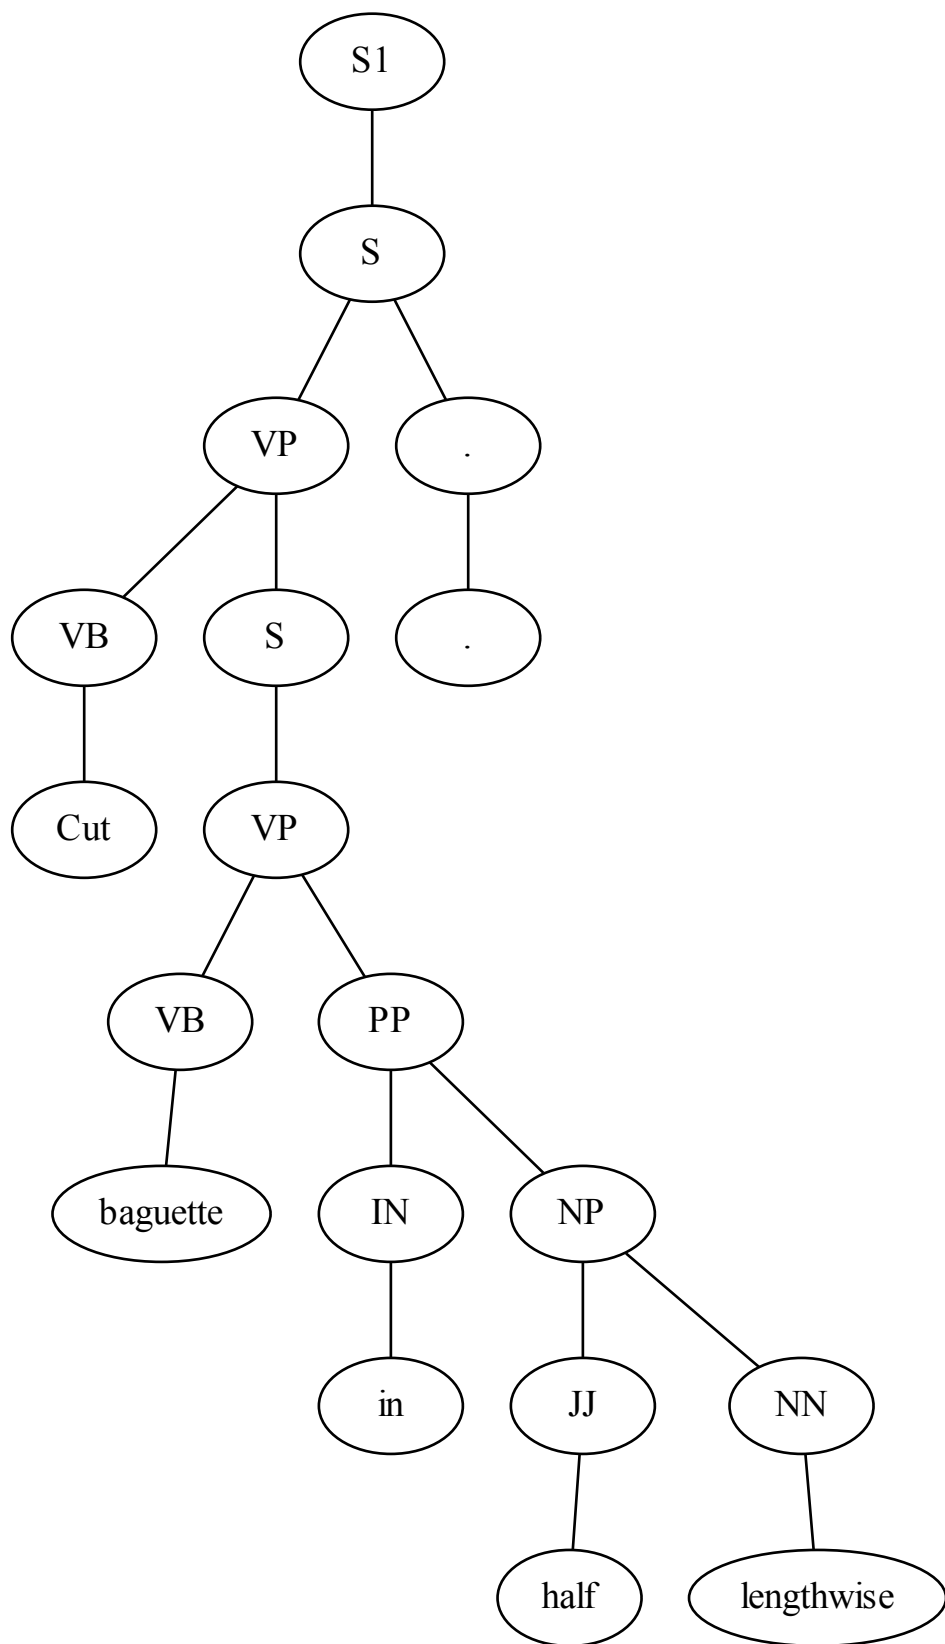 S1
S
VP .
VB S .
Cut VP
VB PP
baguette IN NP
in JJ NN
half lengthwise